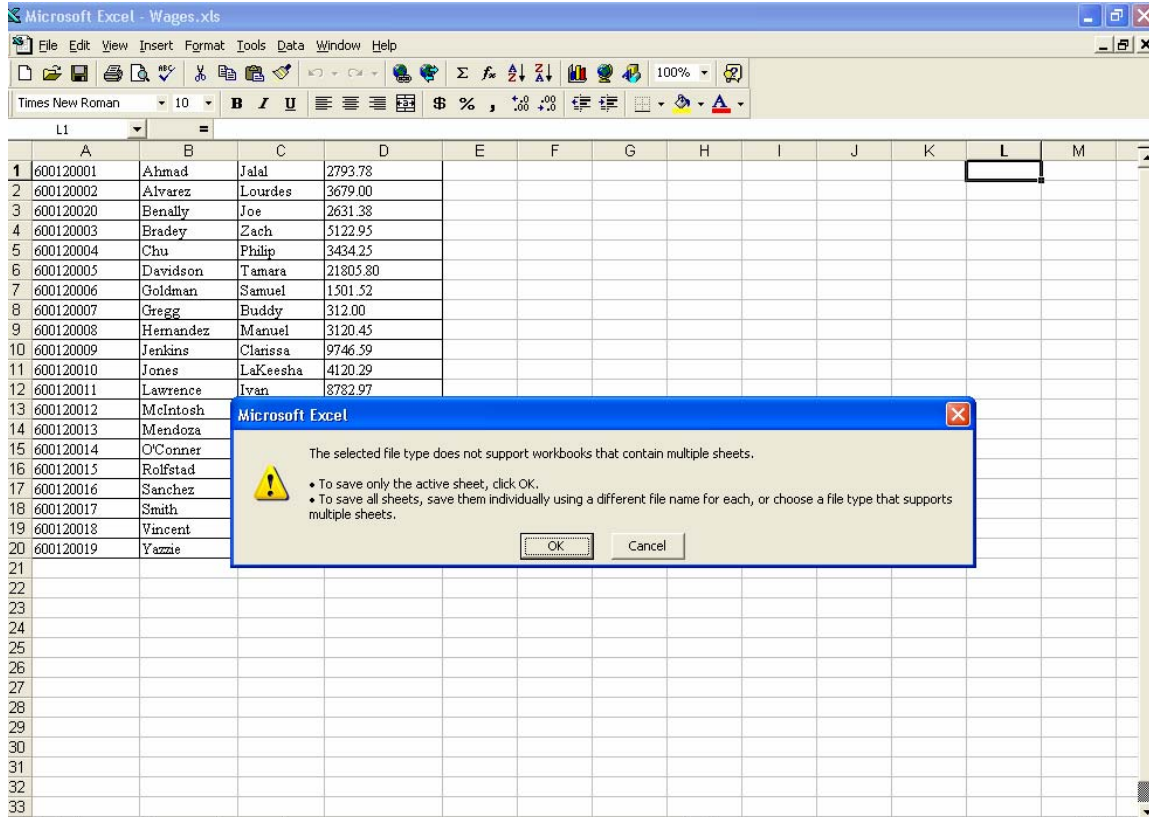 Microsoft Excel - Wages.xls
File Edit View Insert Format Tools Data Window Help
100%
Times New Roman 10 B I U $ % ,
L1 =
A B C D E F G H I J K L M
1 600120001 Ahmad Jalal 2793.78
2 600120002 Alvarez Lourdes 3679.00
3 600120020 Benally Joe 2631.38
4 600120003 Bradey Zach 5122.95
5 600120004 Chu Philip 3434.25
6 600120005 Davidson Tamara 21805.80
7 600120006 Goldman Samuel 1501.52
8 600120007 Gregg Buddy 312.00
9 600120008 Hernandez Manuel 3120.45
10 600120009 Jenkins Clarissa 9746.59
11 600120010 Jones LaKeesha 4120.29
12 600120011 Lawrence Ivan 8782.97
13 600120012 McIntosh
14 600120013 Mendoza
15 600120014 O'Conner
16 600120015 Rolfstad
17 600120016 Sanchez
18 600120017 Smith
19 600120018 Vincent
20 600120019 Yazzie
21
22
23
24
25
26
27
28
29
30
31
32
33
Microsoft Excel
The selected file type does not support workbooks that contain multiple sheets.
• To save only the active sheet, click OK.
• To save all sheets, save them individually using a different file name for each, or choose a file type that supports
multiple sheets.
OK Cancel